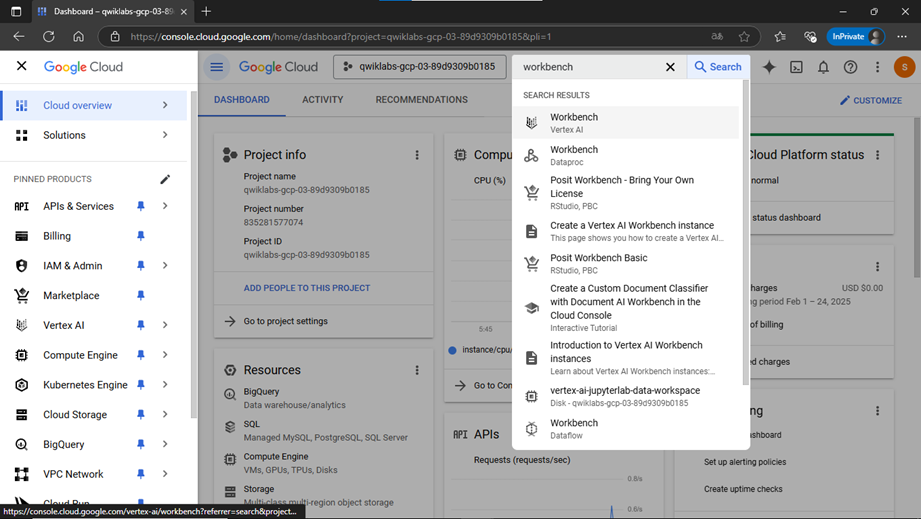 Dashboard – qwiklabs-gcp-03-89
https://console.cloud.google.com/home/dashboard?project=qwiklabs-gcp-03-89d9309b0185&pli=1
InPrivate
Google Cloud
Cloud overview
Solutions
PINNED PRODUCTS
API APIs & Services
Billing
IAM & Admin
Marketplace
Vertex AI
Compute Engine
Kubernetes Engine
Cloud Storage
BigQuery
VPC Network
Cloud Run
https://console.cloud.google.com/vertex-ai/workbench?referrer=search&project...
Google Cloud
qwiklabs-gcp-03-89d9309b0185
workbench
Search
S
DASHBOARD
ACTIVITY
RECOMMENDATIONS
CUSTOMIZE
Project info
Project name
qwiklabs-gcp-03-89d9309b0185
Project number
835281577074
Project ID
qwiklabs-gcp-03-89d9309b0185
ADD PEOPLE TO THIS PROJECT
Go to project settings
Resources
BigQuery
Data warehouse/analytics
SQL
Managed MySQL, PostgreSQL, SQL Server
Compute Engine
VMs, GPUs, TPUs, Disks
Storage
Multi-class multi-region object storage
CPU (%)
5:45
instance/cpu/
API APIs
Requests (requests/sec)
0.8/s
0.6/s
SEARCH RESULTS
Workbench
Vertex AI
Workbench
Dataproc
Posit Workbench - Bring Your Own
License
RStudio, PBC
Create a Vertex AI Workbench instance
This page shows you how to create a Vertex AI...
Posit Workbench Basic
RStudio, PBC
Create a Custom Document Classifier
with Document AI Workbench in the
Cloud Console
Interactive Tutorial
Introduction to Vertex AI Workbench
instances
Learn about Vertex AI Workbench instances:...
vertex-ai-jupyterlab-data-workspace
Disk - qwiklabs-gcp-03-89d9309b0185
Workbench
Dataflow
Cloud Platform status
normal
status dashboard
charges
USD $0.00
ing period Feb 1 – 24, 2025
of billing
ed charges
ing
Set up alerting policies
Create uptime checks